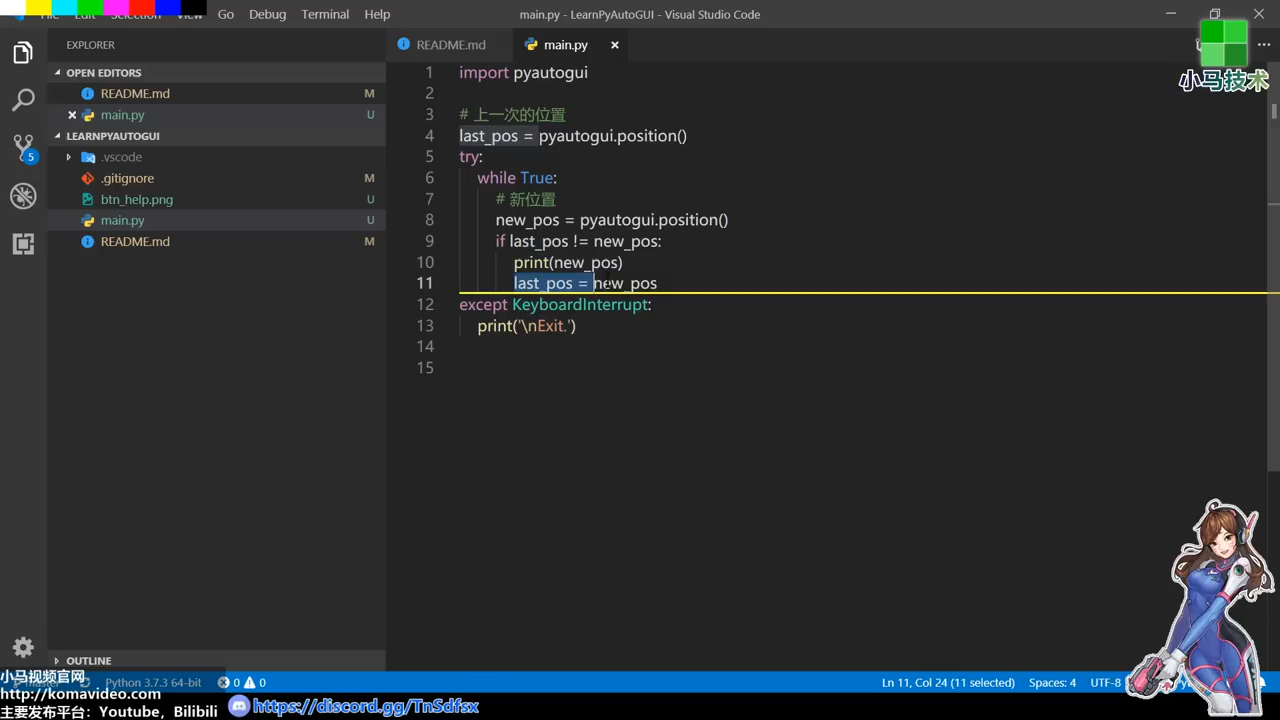 File Edit Selection View Go Debug Terminal Help
main.py - LearnPyAutoGUI - Visual Studio Code
小马技术
EXPLORER
OPEN EDITORS
README.md M
main.py U
LEARNPYAUTOGUI
.vscode
.gitignore M
btn_help.png U
main.py U
README.md M
OUTLINE
5
README.md
main.py
1 import pyautogui
2
3 # 上一次的位置
4 last_pos = pyautogui.position()
5 try:
6 while True:
7 # 新位置
8 new_pos = pyautogui.position()
9 if last_pos != new_pos:
10 print(new_pos)
11 last_pos = new_pos
12 except KeyboardInterrupt:
13 print('\nExit.')
14
15
小马视频官网
http://komavideo.com
主要发布平台：Youtube，Bilibili
https://discord.gg/TnSdfsx
master Python 3.7.3 64-bit 0 0
Ln 11, Col 24 (11 selected) Spaces: 4 UTF-8